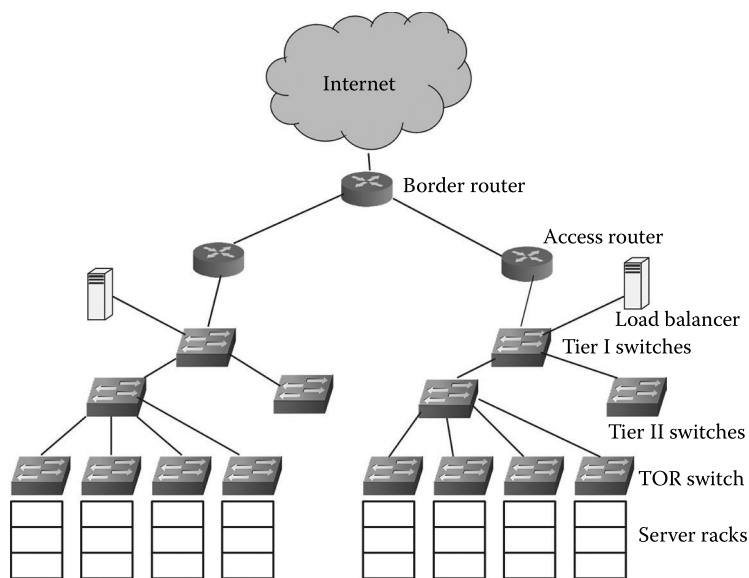 Internet
Border router
Access router
Load balancer
Tier I switches
Tier II switches
TOR switch
Server racks